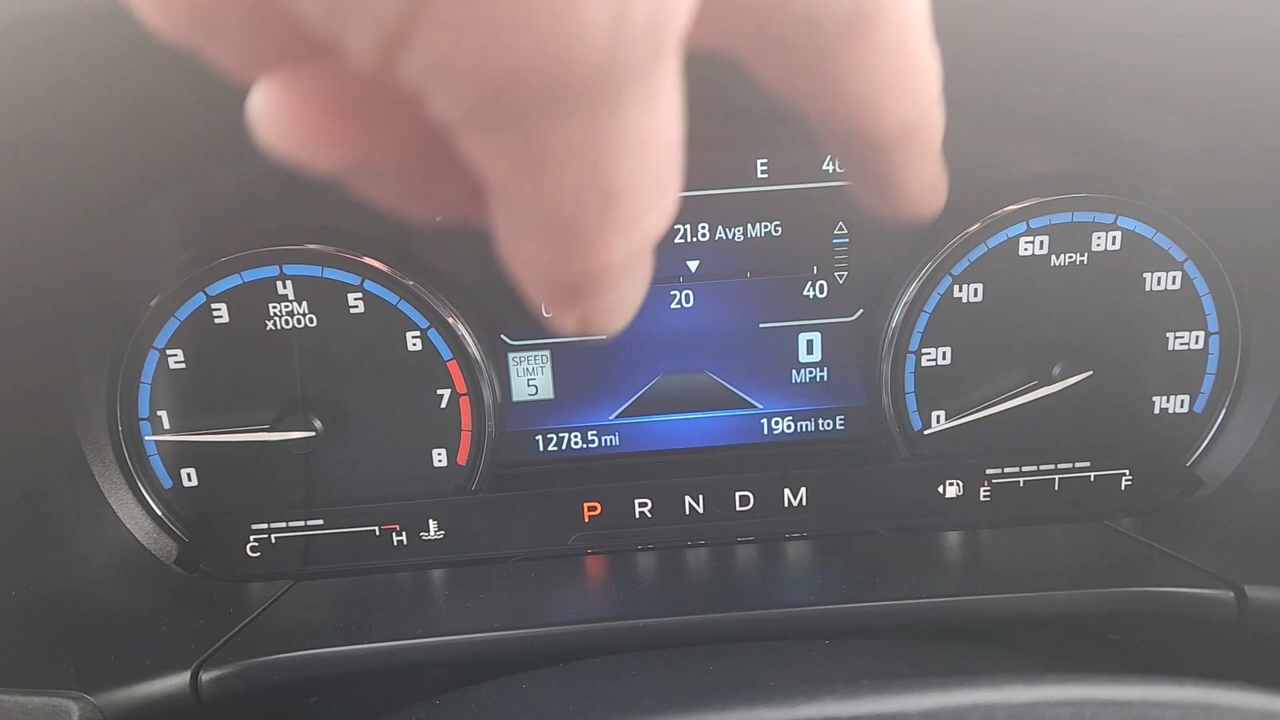 E
21.8 Avg MPG
20 40
SPEED
LIMIT
5
0
MPH
1278.5 mi
196 mi to E
0 1 2 3 4 5 6 7 8
RPM
x1000
0 20 40 60 80 100 120 140
MPH
P R N D M
C H
E F